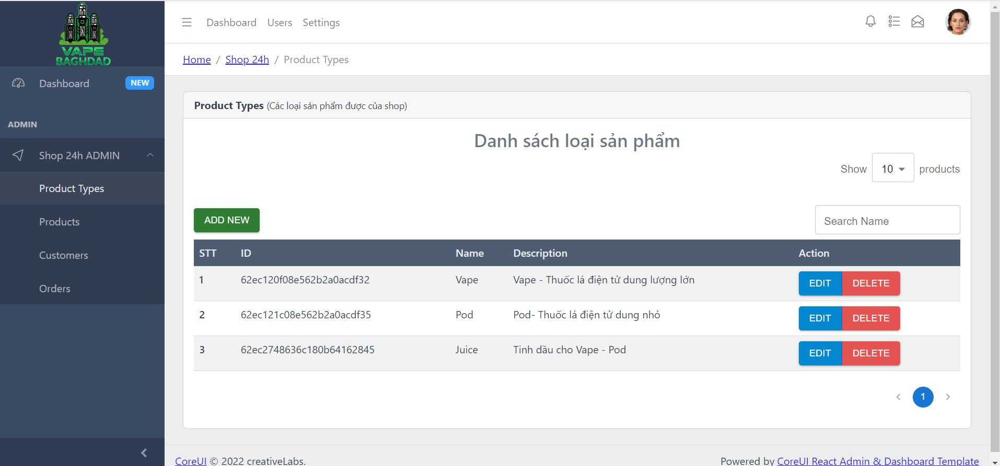 VAPE
BAGHDAD
Dashboard NEW
ADMIN
Shop 24h ADMIN
Product Types
Products
Customers
Orders
Dashboard Users Settings
Home / Shop 24h / Product Types
Product Types (Các loại sản phẩm được của shop)
Danh sách loại sản phẩm
Show 10 products
ADD NEW
Search Name
STT ID Name Description Action
1 62ec120f08e562b2a0acdf32 Vape Vape - Thuốc lá điện tử dung lượng lớn EDIT DELETE
2 62ec121c08e562b2a0acdf35 Pod Pod- Thuốc lá điện tử dung nhỏ EDIT DELETE
3 62ec2748636c180b64162845 Juice Tinh dầu cho Vape - Pod EDIT DELETE
1
CoreUI © 2022 creativeLabs.
Powered by CoreUI React Admin & Dashboard Template